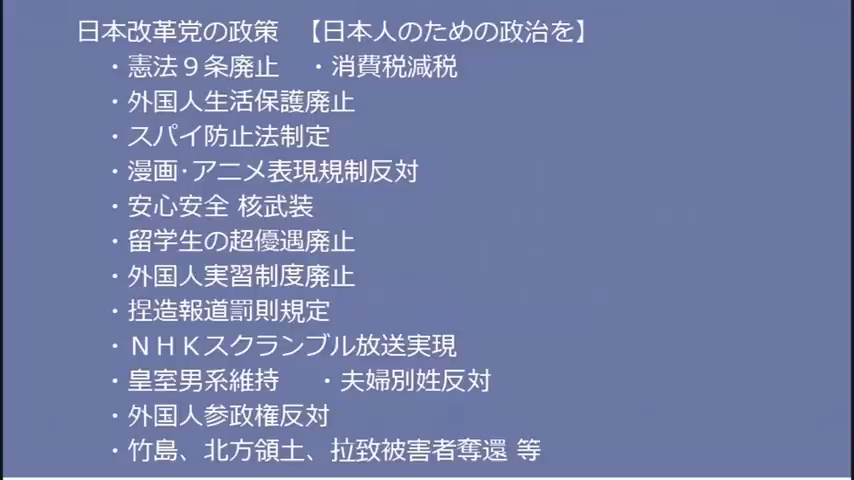 日本改革党の政策　【日本人のための政治を】
・憲法９条廃止　・消費税減税
・外国人生活保護廃止
・スパイ防止法制定
・漫画･アニメ表現規制反対
・安心安全 核武装
・留学生の超優遇廃止
・外国人実習制度廃止
・捏造報道罰則規定
・ＮＨＫスクランブル放送実現
・皇室男系維持　・夫婦別姓反対
・外国人参政権反対
・竹島、北方領土、拉致被害者奪還 等